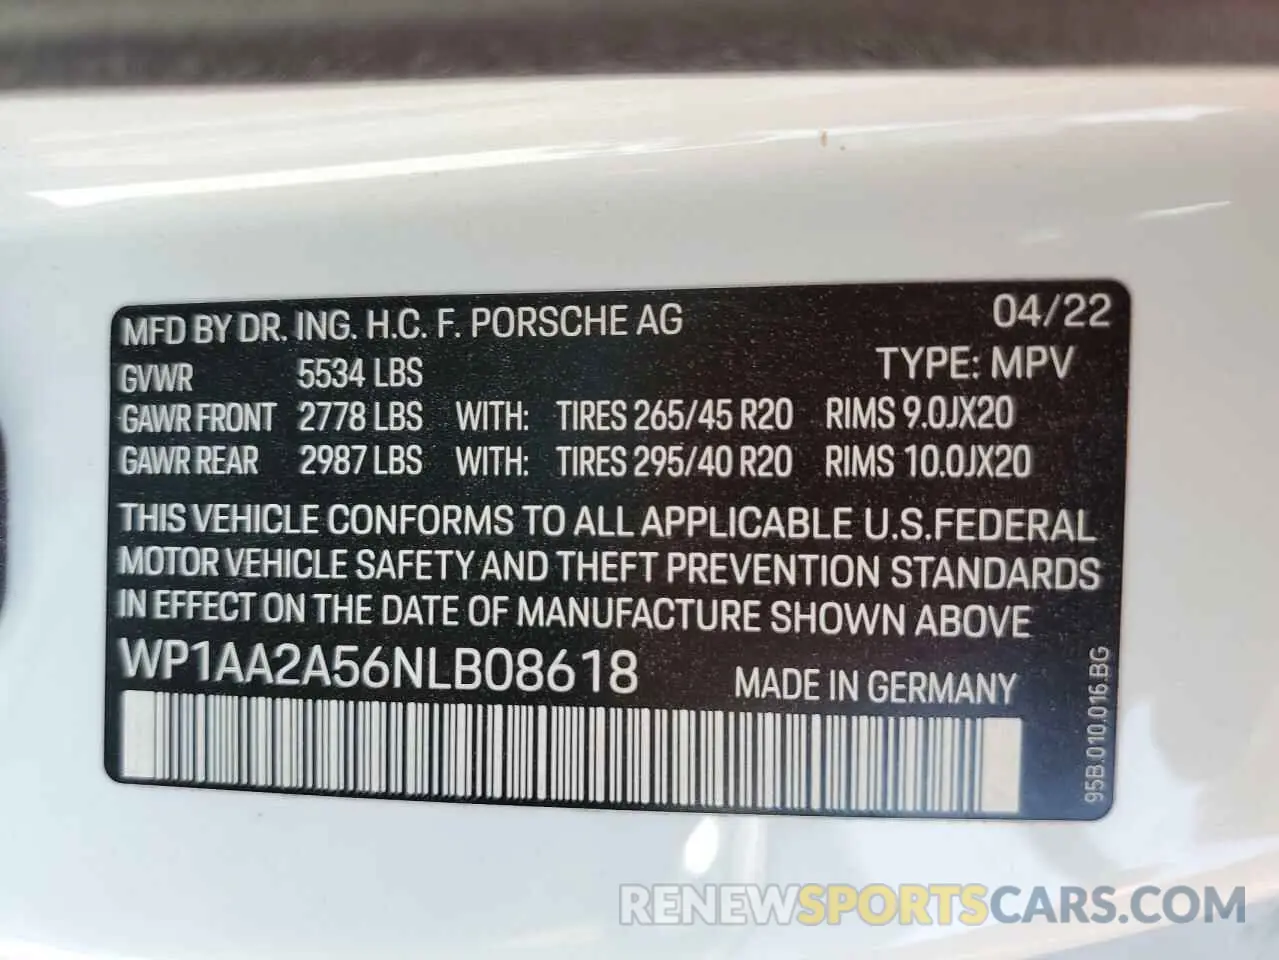 MFD BY DR. ING. H.C. F. PORSCHE AG 04/22
GVWR 5534 LBS TYPE: MPV
GAWR FRONT 2778 LBS WITH: TIRES 265/45 R20 RIMS 9.0JX20
GAWR REAR 2987 LBS WITH: TIRES 295/40 R20 RIMS 10.0JX20
THIS VEHICLE CONFORMS TO ALL APPLICABLE U.S.FEDERAL
MOTOR VEHICLE SAFETY AND THEFT PREVENTION STANDARDS
IN EFFECT ON THE DATE OF MANUFACTURE SHOWN ABOVE
WP1AA2A56NLB08618 MADE IN GERMANY
95B.010.016.BG
RENEWSPORTSCARS.COM